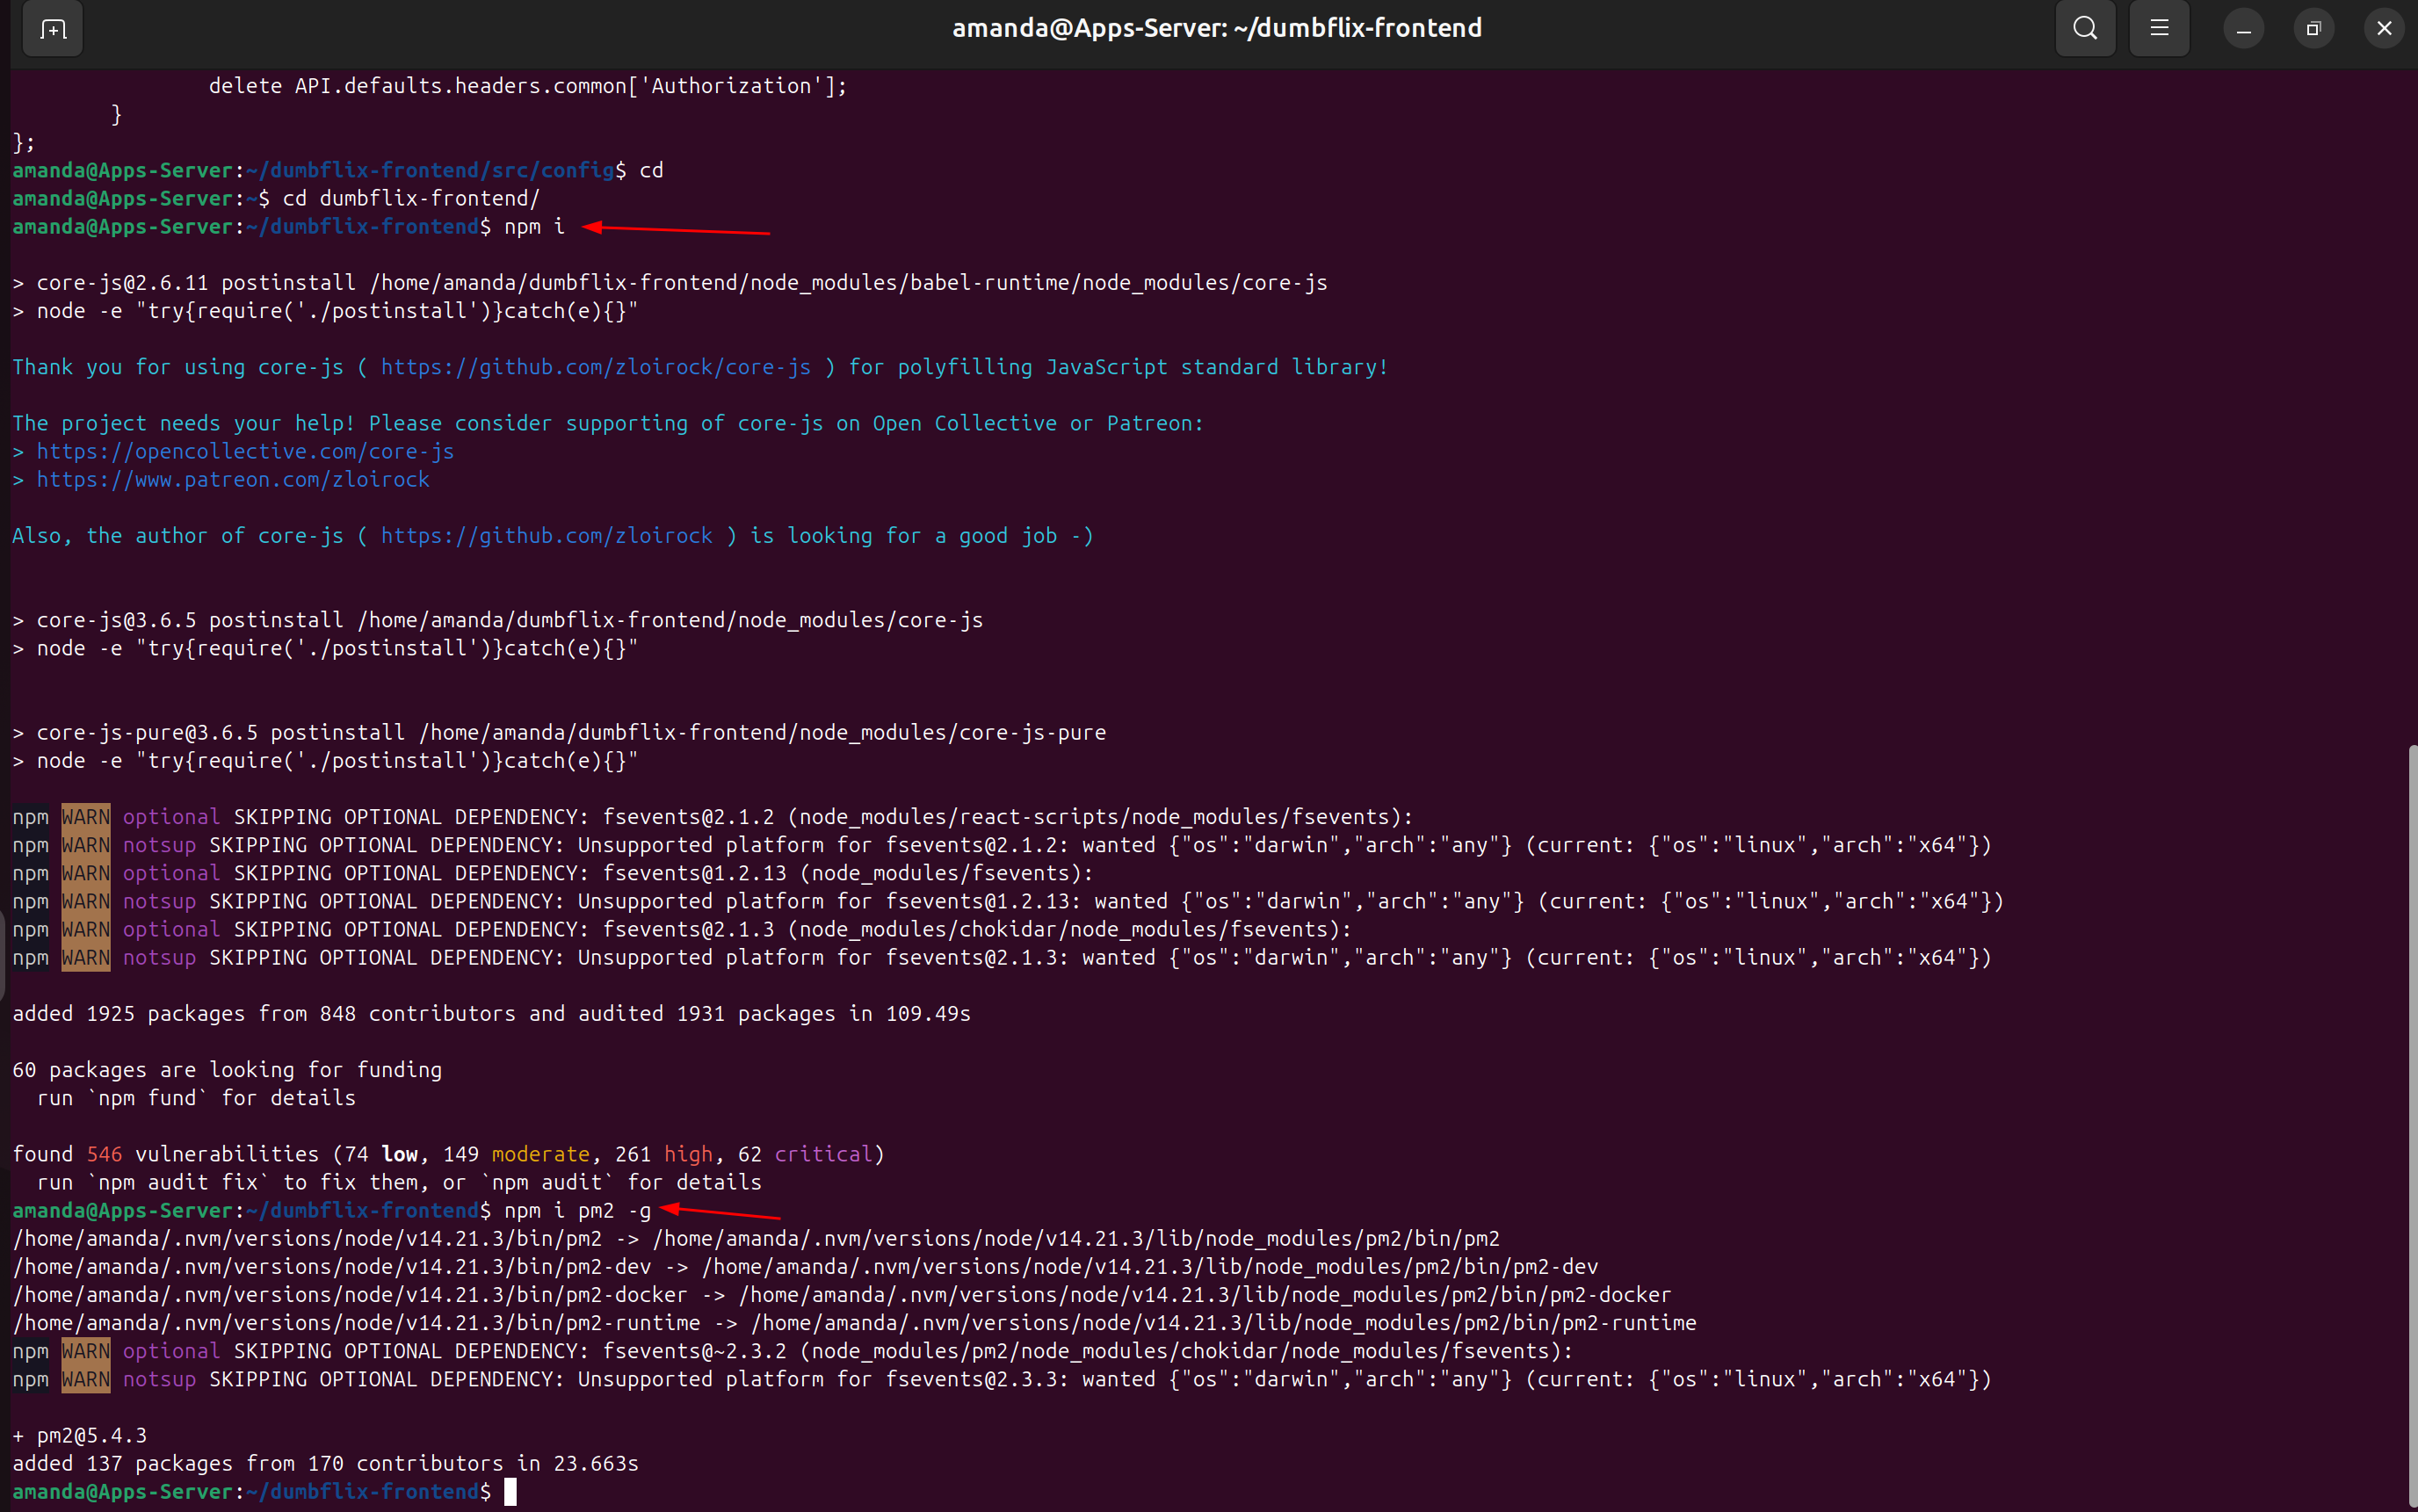 amanda@Apps-Server: ~/dumbflix-frontend
delete API.defaults.headers.common['Authorization'];
}
};
amanda@Apps-Server:~/dumbflix-frontend/src/config$ cd
amanda@Apps-Server:~$ cd dumbflix-frontend/
amanda@Apps-Server:~/dumbflix-frontend$ npm i
> core-js@2.6.11 postinstall /home/amanda/dumbflix-frontend/node_modules/babel-runtime/node_modules/core-js
> node -e "try{require('./postinstall')}catch(e){}"
Thank you for using core-js ( https://github.com/zloirock/core-js ) for polyfilling JavaScript standard library!
The project needs your help! Please consider supporting of core-js on Open Collective or Patreon:
> https://opencollective.com/core-js
> https://www.patreon.com/zloirock
Also, the author of core-js ( https://github.com/zloirock ) is looking for a good job -)
> core-js@3.6.5 postinstall /home/amanda/dumbflix-frontend/node_modules/core-js
> node -e "try{require('./postinstall')}catch(e){}"
> core-js-pure@3.6.5 postinstall /home/amanda/dumbflix-frontend/node_modules/core-js-pure
> node -e "try{require('./postinstall')}catch(e){}"
npm WARN optional SKIPPING OPTIONAL DEPENDENCY: fsevents@2.1.2 (node_modules/react-scripts/node_modules/fsevents):
npm WARN notsup SKIPPING OPTIONAL DEPENDENCY: Unsupported platform for fsevents@2.1.2: wanted {"os":"darwin","arch":"any"} (current: {"os":"linux","arch":"x64"})
npm WARN optional SKIPPING OPTIONAL DEPENDENCY: fsevents@1.2.13 (node_modules/fsevents):
npm WARN notsup SKIPPING OPTIONAL DEPENDENCY: Unsupported platform for fsevents@1.2.13: wanted {"os":"darwin","arch":"any"} (current: {"os":"linux","arch":"x64"})
npm WARN optional SKIPPING OPTIONAL DEPENDENCY: fsevents@2.1.3 (node_modules/chokidar/node_modules/fsevents):
npm WARN notsup SKIPPING OPTIONAL DEPENDENCY: Unsupported platform for fsevents@2.1.3: wanted {"os":"darwin","arch":"any"} (current: {"os":"linux","arch":"x64"})
added 1925 packages from 848 contributors and audited 1931 packages in 109.49s
60 packages are looking for funding
run `npm fund` for details
found 546 vulnerabilities (74 low, 149 moderate, 261 high, 62 critical)
run `npm audit fix` to fix them, or `npm audit` for details
amanda@Apps-Server:~/dumbflix-frontend$ npm i pm2 -g
/home/amanda/.nvm/versions/node/v14.21.3/bin/pm2 -> /home/amanda/.nvm/versions/node/v14.21.3/lib/node_modules/pm2/bin/pm2
/home/amanda/.nvm/versions/node/v14.21.3/bin/pm2-dev -> /home/amanda/.nvm/versions/node/v14.21.3/lib/node_modules/pm2/bin/pm2-dev
/home/amanda/.nvm/versions/node/v14.21.3/bin/pm2-docker -> /home/amanda/.nvm/versions/node/v14.21.3/lib/node_modules/pm2/bin/pm2-docker
/home/amanda/.nvm/versions/node/v14.21.3/bin/pm2-runtime -> /home/amanda/.nvm/versions/node/v14.21.3/lib/node_modules/pm2/bin/pm2-runtime
npm WARN optional SKIPPING OPTIONAL DEPENDENCY: fsevents@~2.3.2 (node_modules/pm2/node_modules/chokidar/node_modules/fsevents):
npm WARN notsup SKIPPING OPTIONAL DEPENDENCY: Unsupported platform for fsevents@2.3.3: wanted {"os":"darwin","arch":"any"} (current: {"os":"linux","arch":"x64"})
+ pm2@5.4.3
added 137 packages from 170 contributors in 23.663s
amanda@Apps-Server:~/dumbflix-frontend$